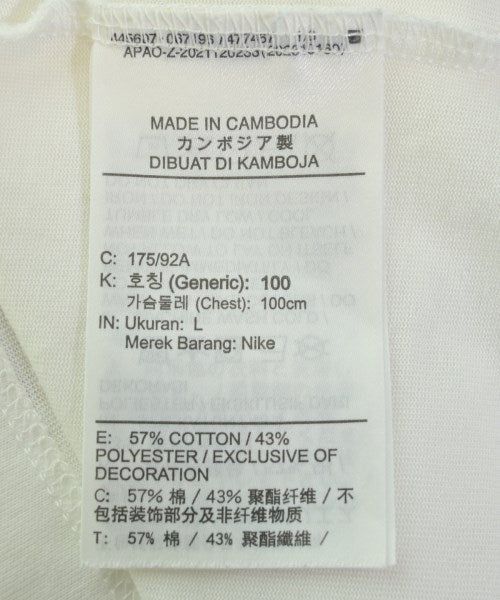 APAO-Z-2021120233(202010160)
MADE IN CAMBODIA
カンボジア製
DIBUAT DI KAMBOJA
C: 175/92A
K: 호칭 (Generic): 100
가슴둘레 (Chest): 100cm
IN: Ukuran: L
Merek Barang: Nike
E: 57% COTTON / 43%
POLYESTER / EXCLUSIVE OF
DECORATION
C: 57% 棉 / 43% 聚酯纤维 / 不
包括装饰部分及非纤维物质
T: 57% 棉 / 43% 聚酯纖維 /